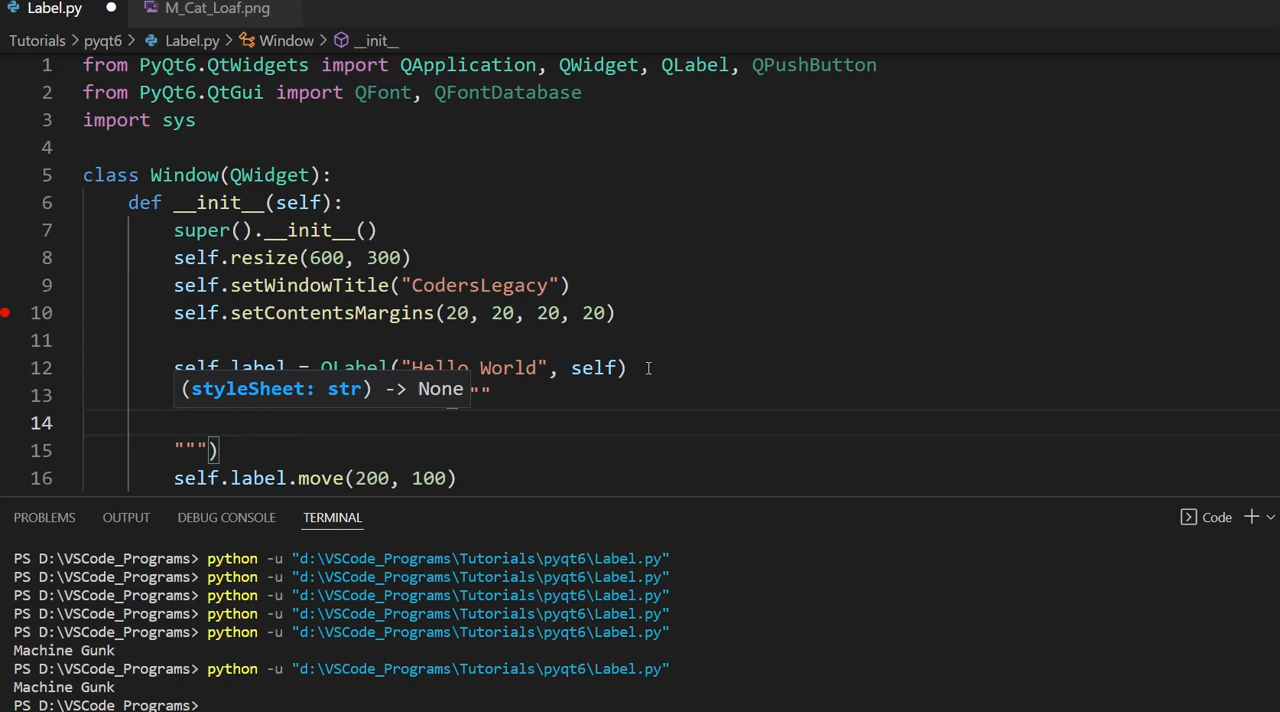 Label.py M_Cat_Loaf.png
Tutorials > pyqt6 > Label.py > Window > __init__
1 from PyQt6.QtWidgets import QApplication, QWidget, QLabel, QPushButton
2 from PyQt6.QtGui import QFont, QFontDatabase
3 import sys
4
5 class Window(QWidget):
6 def __init__(self):
7 super().__init__()
8 self.resize(600, 300)
9 self.setWindowTitle("CodersLegacy")
10 self.setContentsMargins(20, 20, 20, 20)
11
12 self.label = QLabel("Hello World", self)
(styleSheet: str) -> None
13 ""
14
15 """)
16 self.label.move(200, 100)
PROBLEMS OUTPUT DEBUG CONSOLE TERMINAL Code
PS D:\VSCode_Programs> python -u "d:\VSCode_Programs\Tutorials\pyqt6\Label.py"
PS D:\VSCode_Programs> python -u "d:\VSCode_Programs\Tutorials\pyqt6\Label.py"
PS D:\VSCode_Programs> python -u "d:\VSCode_Programs\Tutorials\pyqt6\Label.py"
PS D:\VSCode_Programs> python -u "d:\VSCode_Programs\Tutorials\pyqt6\Label.py"
PS D:\VSCode_Programs> python -u "d:\VSCode_Programs\Tutorials\pyqt6\Label.py"
Machine Gunk
PS D:\VSCode_Programs> python -u "d:\VSCode_Programs\Tutorials\pyqt6\Label.py"
Machine Gunk
PS D:\VSCode_Programs>